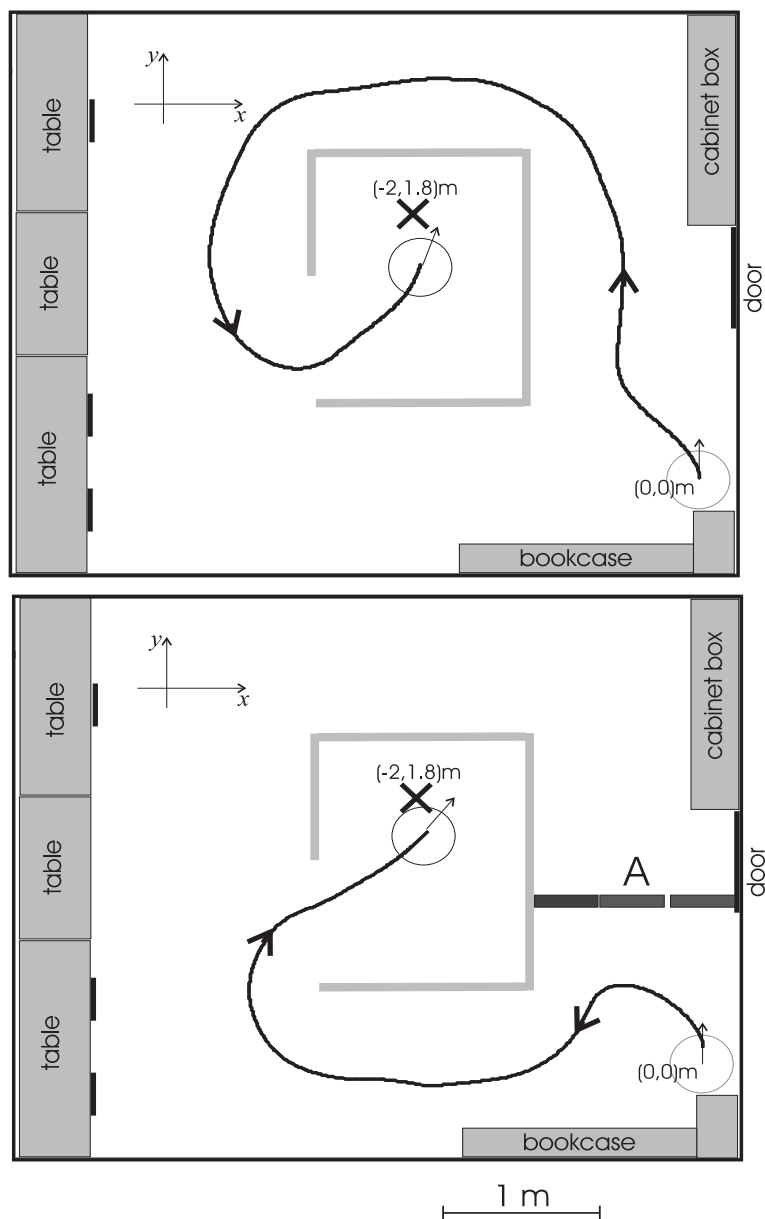 y
x
table
cabinet box
(-2,1.8)m
table
door
table
(0,0)m
bookcase
y
x
table
cabinet box
(-2,1.8)m
table
A
door
table
(0,0)m
bookcase
1 m